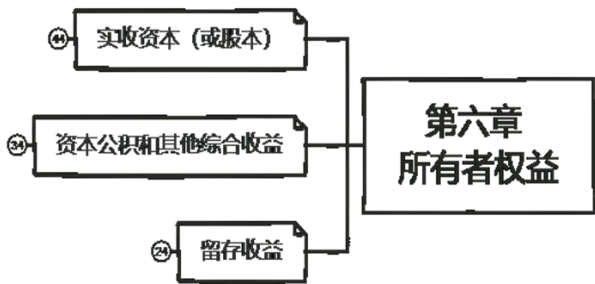 44 实收资本（或股本）
第六章
所有者权益
34 资本公积和其他综合收益
24 留存收益